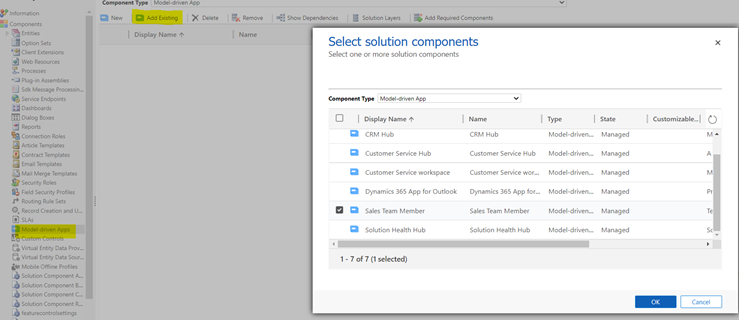 Information
Components
Entities
Option Sets
Client Extensions
Web Resources
Processes
Plug-in Assemblies
Sdk Message Processing
Service Endpoints
Dashboards
Dialog Boxes
Reports
Connection Roles
Article Templates
Contract Templates
Email Templates
Mail Merge Templates
Security Roles
Field Security Profiles
Routing Rule Sets
Record Creation and U...
SLAs
Model-driven Apps
Custom Controls
Virtual Entity Data Prov...
Virtual Entity Data Sour...
Mobile Offline Profiles
Solution Component A...
Solution Component B...
Solution Component C...
Solution Component R...
featurecontrolsettings
Component Type Model-driven App
New Add Existing Delete Remove Show Dependencies Solution Layers Add Required Components
Display Name ↑ Name
Select solution components
Select one or more solution components
Component Type Model-driven App
Display Name ↑ Name Type State Customizable...
CRM Hub CRM Hub Model-driven... Managed M
Customer Service Hub Customer Service Hub Model-driven... Managed A
Customer Service workspace Customer Service wor... Model-driven... Managed M
Dynamics 365 App for Outlook Dynamics 365 App for... Model-driven... Managed Pr
Sales Team Member Sales Team Member Model-driven... Managed Te
Solution Health Hub Solution Health Hub Model-driven... Managed
1 - 7 of 7 (1 selected)
OK Cancel